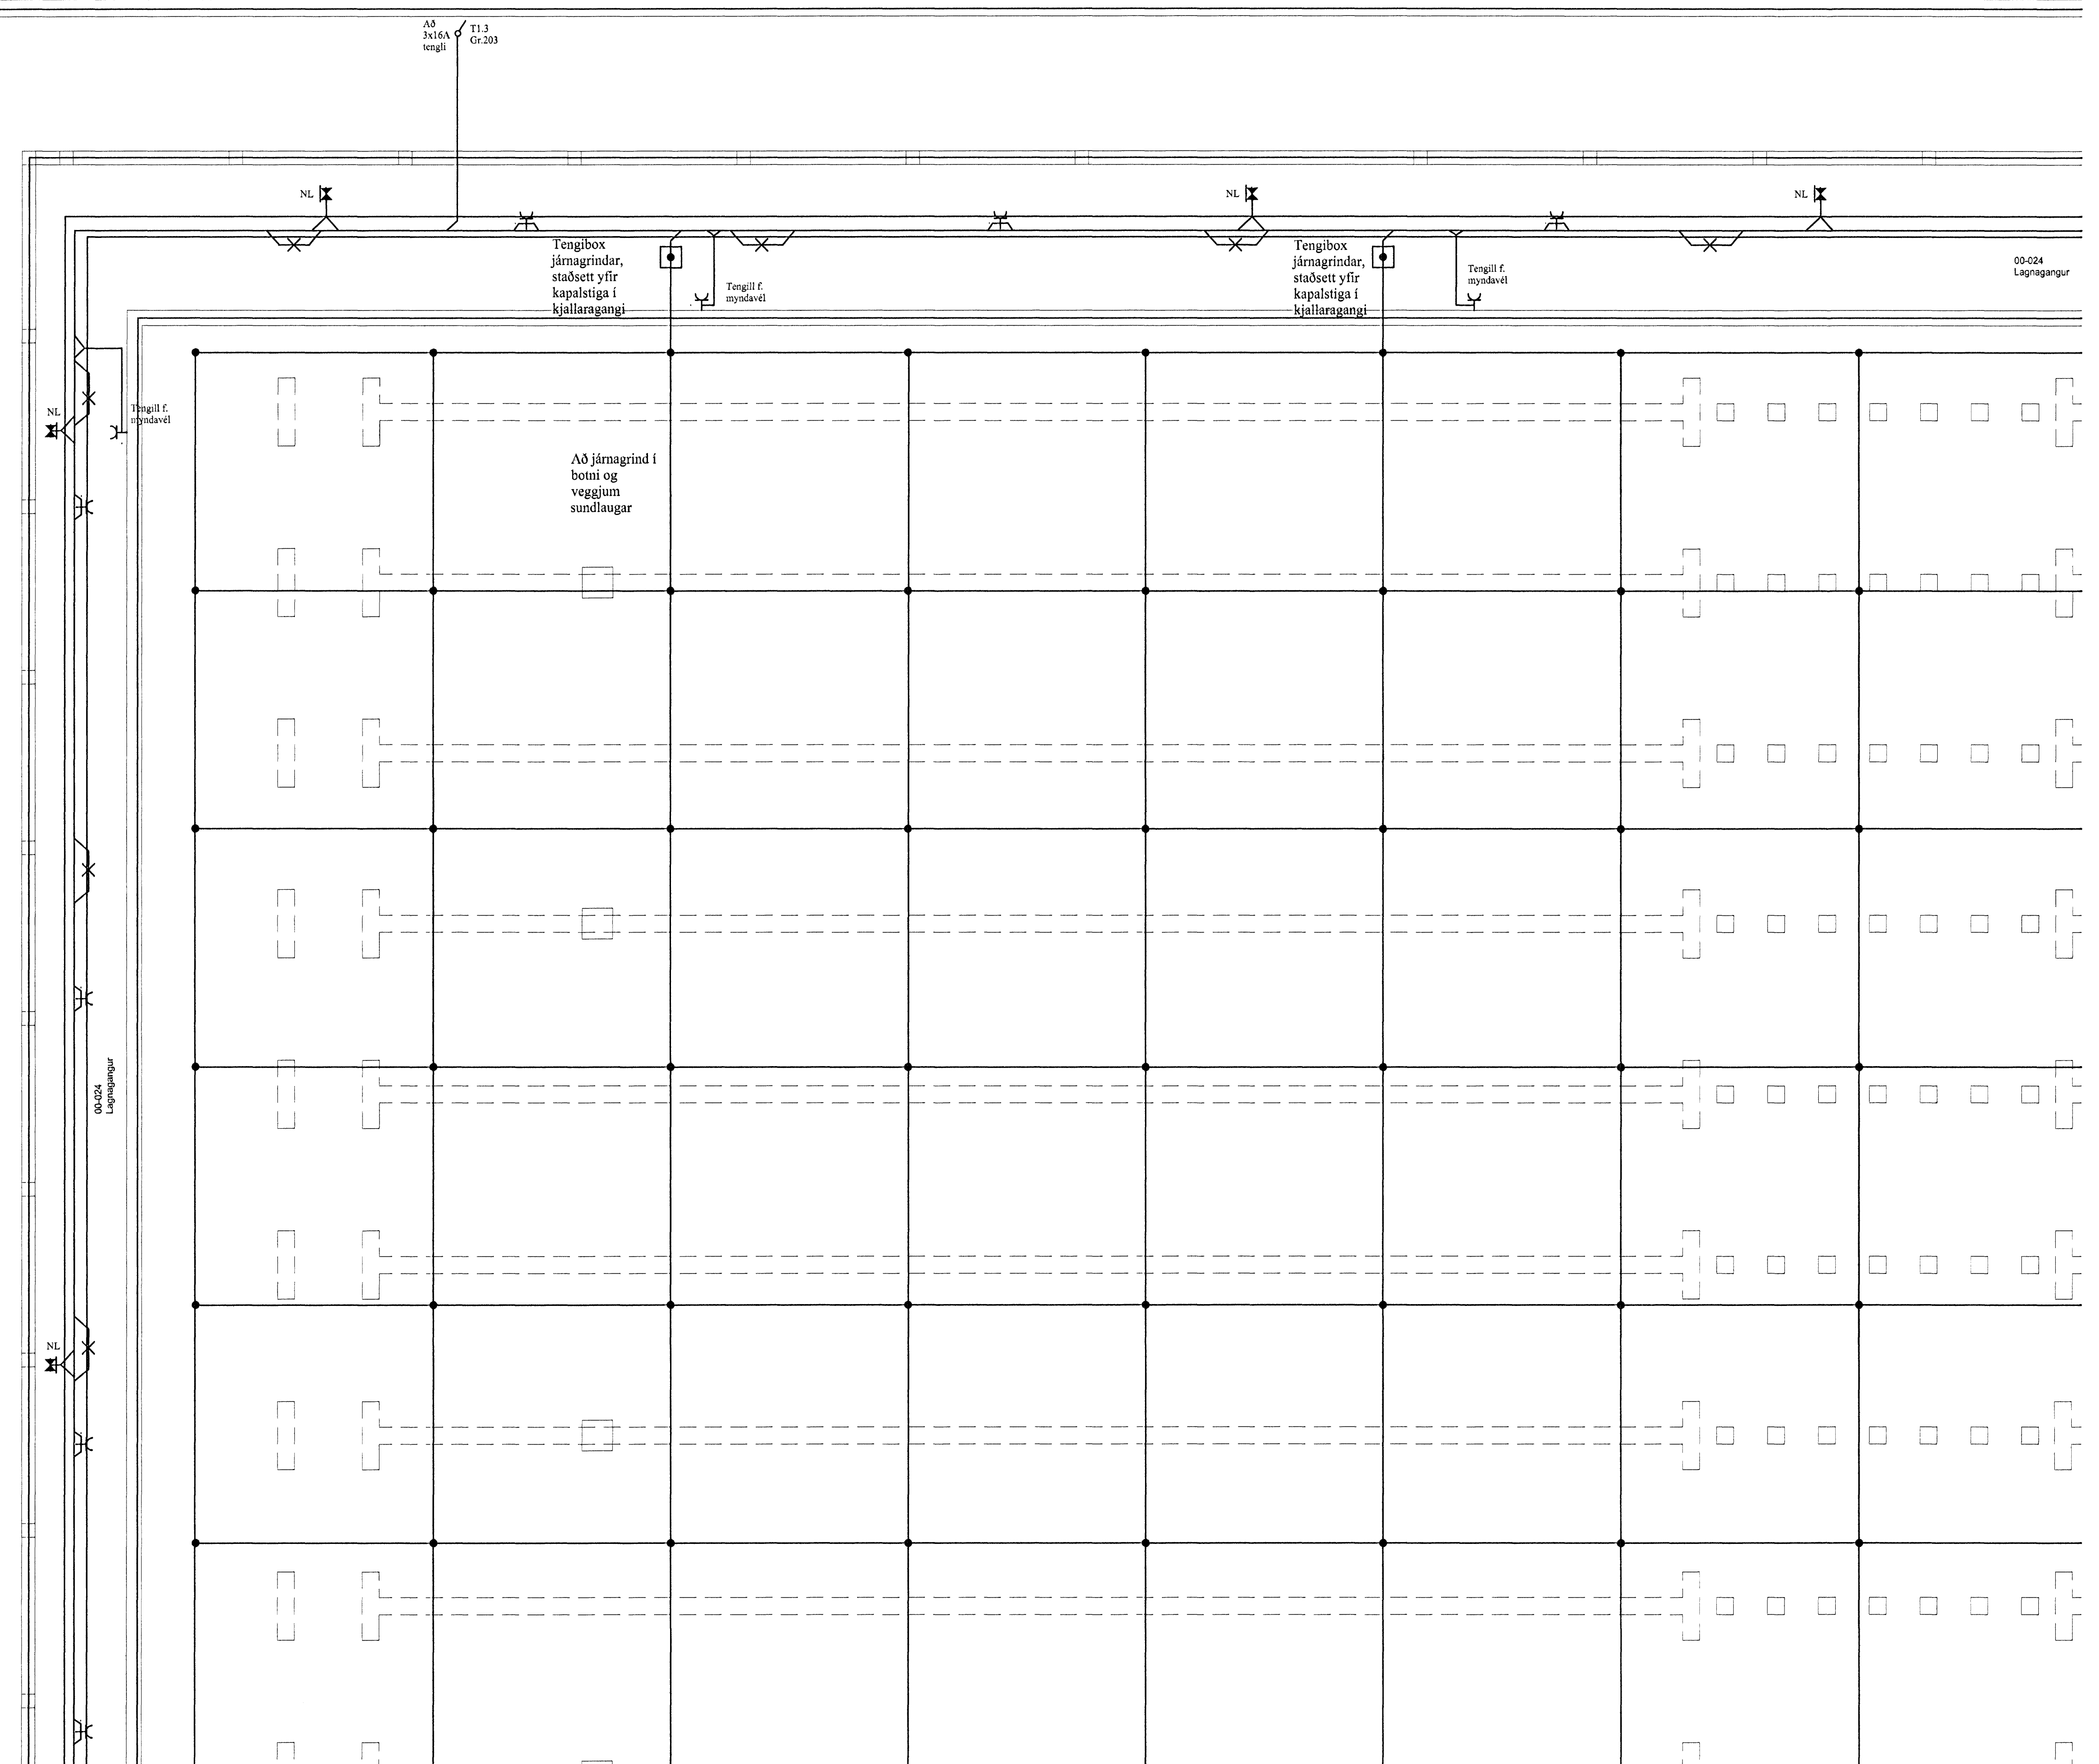 Að
3x16A
tengli
T1.3
Gr.203
NL
NL
NL
Tengibox
járnagrindar,
staðsett yfir
kapalstiga í
kjallaragangi
Tengill f.
myndavél
Tengibox
járnagrindar,
staðsett yfir
kapalstiga í
kjallaragangi
Tengill f.
myndavél
00-024
Lagnagangur
NL
Tengill f.
myndavél
Að járnagrind í
botni og
veggjum
sundlaugar
00-024
Lagnagangur
NL